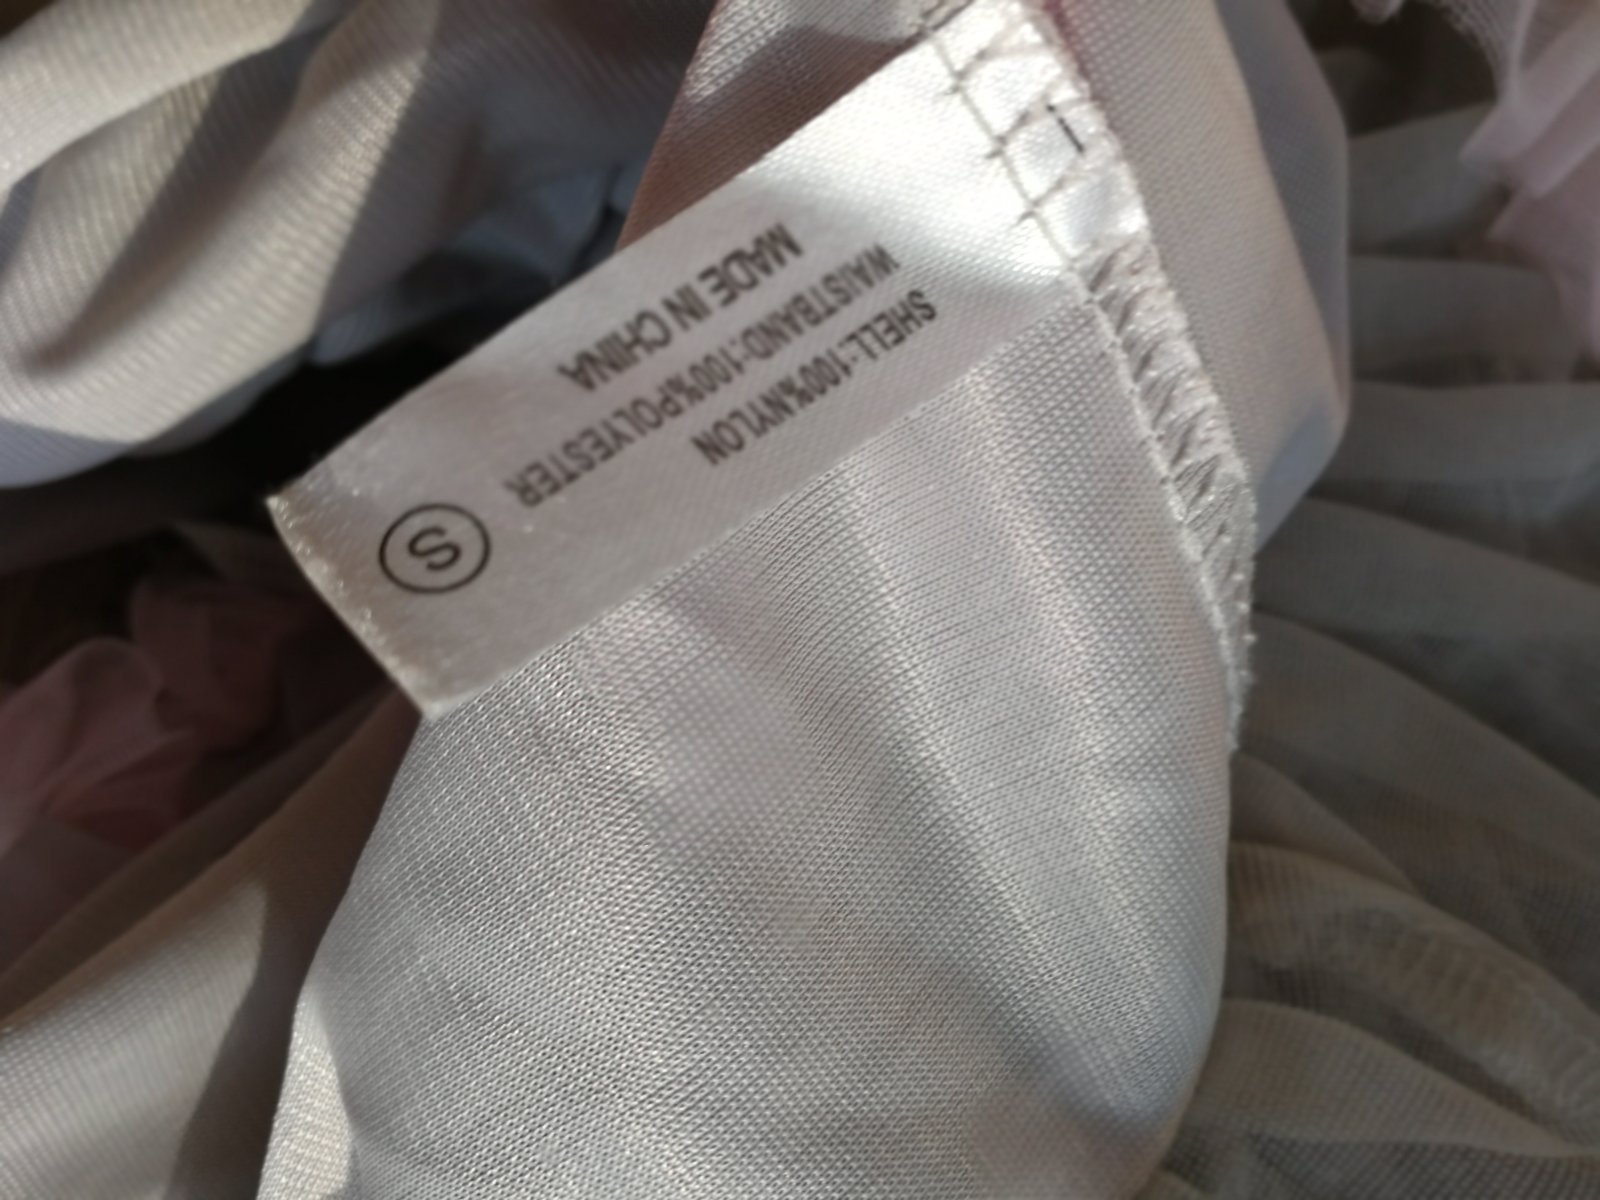 SHELL:100%NYLON
WAISTBAND:100%POLYESTER
MADE IN CHINA
S